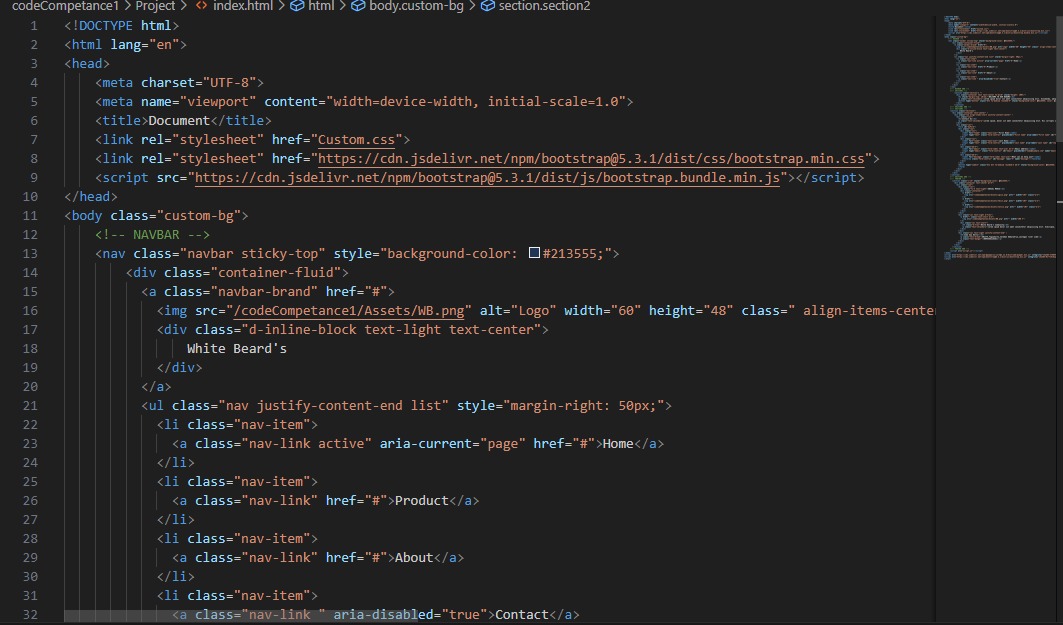 codeCompetance1 > Project > <> index.html > html > body.custom-bg > section.section2
1 <!DOCTYPE html>
2 <html lang="en">
3 <head>
4 <meta charset="UTF-8">
5 <meta name="viewport" content="width=device-width, initial-scale=1.0">
6 <title>Document</title>
7 <link rel="stylesheet" href="Custom.css">
8 <link rel="stylesheet" href="https://cdn.jsdelivr.net/npm/bootstrap@5.3.1/dist/css/bootstrap.min.css">
9 <script src="https://cdn.jsdelivr.net/npm/bootstrap@5.3.1/dist/js/bootstrap.bundle.min.js"></script>
10 </head>
11 <body class="custom-bg">
12 <!-- NAVBAR -->
13 <nav class="navbar sticky-top" style="background-color: #213555;">
14 <div class="container-fluid">
15 <a class="navbar-brand" href="#">
16 <img src="/codeCompetance1/Assets/WB.png" alt="Logo" width="60" height="48" class=" align-items-center
17 <div class="d-inline-block text-light text-center">
18 White Beard's
19 </div>
20 </a>
21 <ul class="nav justify-content-end list" style="margin-right: 50px;">
22 <li class="nav-item">
23 <a class="nav-link active" aria-current="page" href="#">Home</a>
24 </li>
25 <li class="nav-item">
26 <a class="nav-link" href="#">Product</a>
27 </li>
28 <li class="nav-item">
29 <a class="nav-link" href="#">About</a>
30 </li>
31 <li class="nav-item">
32 <a class="nav-link " aria-disabled="true">Contact</a>